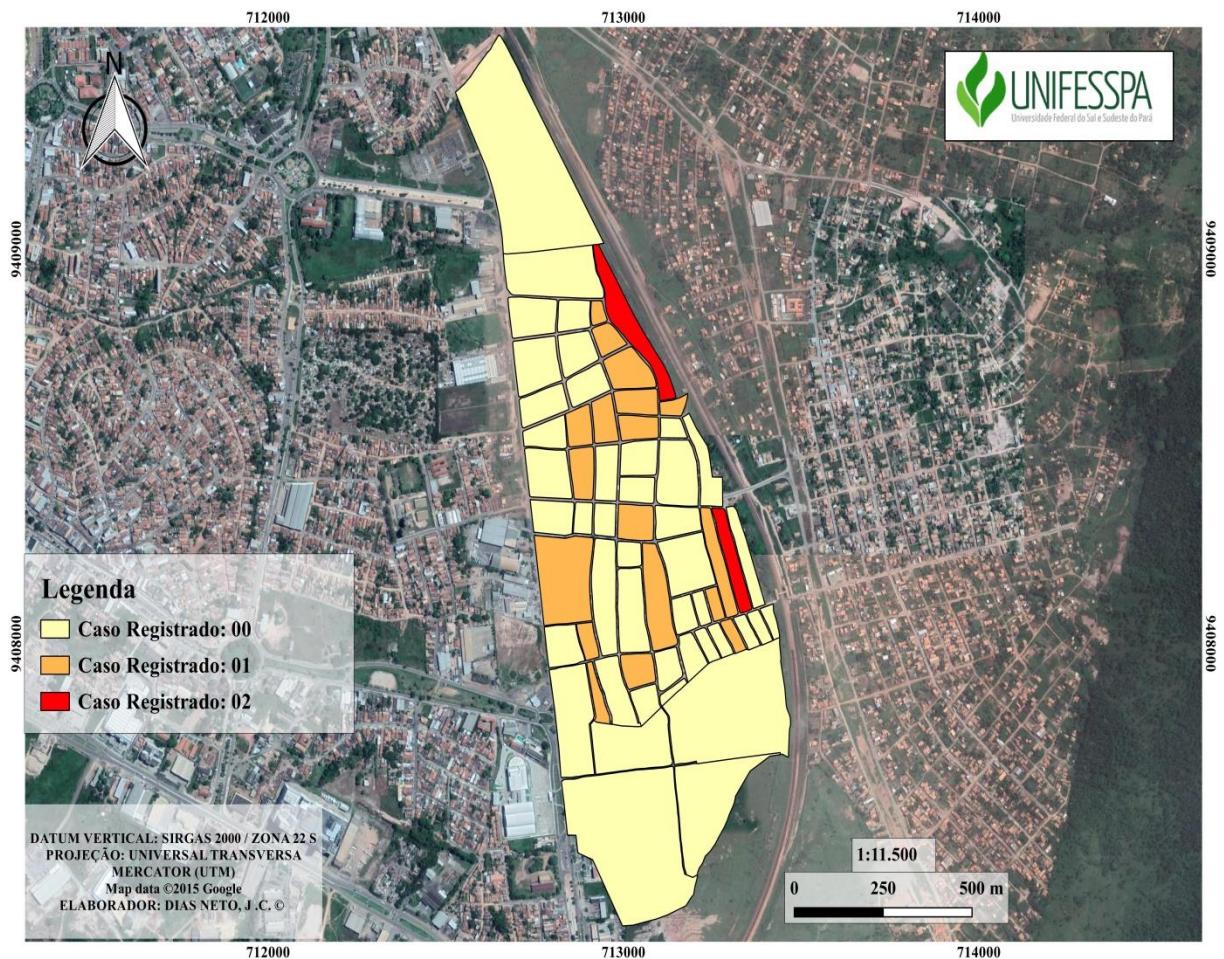 712000
713000
714000
N
UNIFESSPA
Universidade Federal do Sul e Sudeste do Pará
9409000
9409000
Legenda
Caso Registrado: 00
Caso Registrado: 01
Caso Registrado: 02
9408000
9408000
DATUM VERTICAL: SIRGAS 2000 / ZONA 22 S
PROJEÇÃO: UNIVERSAL TRANSVERSA
MERCATOR (UTM)
Map data ©2015 Google
ELABORADOR: DIAS NETO, J .C. ©
1:11.500
0 250 500 m
712000
713000
714000